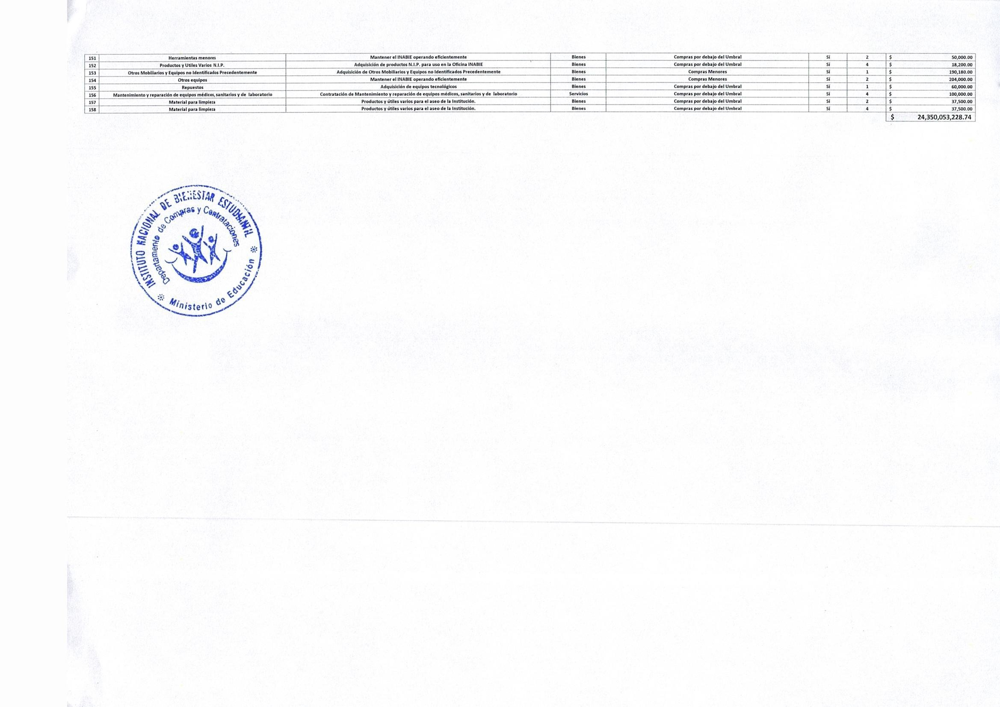 151 Herramientas menores Mantener el INABIE operando eficientemente Bienes Compras por debajo del Umbral Sí 2 $ 50,000.00
152 Productos y Utiles Varios N.I.P. Adquisición de productos N.I.P. para uso en la Oficina INABIE Bienes Compras por debajo del Umbral Sí 4 $ 18,200.00
153 Otros Mobiliarios y Equipos no Identificados Precedentemente Adquisición de Otros Mobiliarios y Equipos no Identificados Precedentemente Bienes Compras Menores Sí 1 $ 190,180.00
154 Otros equipos Mantener el INABIE operando eficientemente Bienes Compras Menores Sí 2 $ 204,000.00
155 Repuestos Adquisición de equipos tecnológicos Bienes Compras por debajo del Umbral Sí 1 $ 60,000.00
156 Mantenimiento y reparación de equipos médicos, sanitarios y de laboratorio Contratación de Mantenimiento y reparación de equipos médicos, sanitarios y de laboratorio Servicios Compras por debajo del Umbral Sí 4 $ 100,000.00
157 Material para limpieza Productos y útiles varios para el aseo de la Institución. Bienes Compras por debajo del Umbral Sí 2 $ 37,500.00
158 Material para limpieza Productos y útiles varios para el aseo de la Institución. Bienes Compras por debajo del Umbral Sí 4 $ 37,500.00
$ 24,350,053,228.74
INSTITUTO NACIONAL DE BIENESTAR ESTUDIANTIL
Departamento de Compras y Contrataciones
Ministerio de Educación